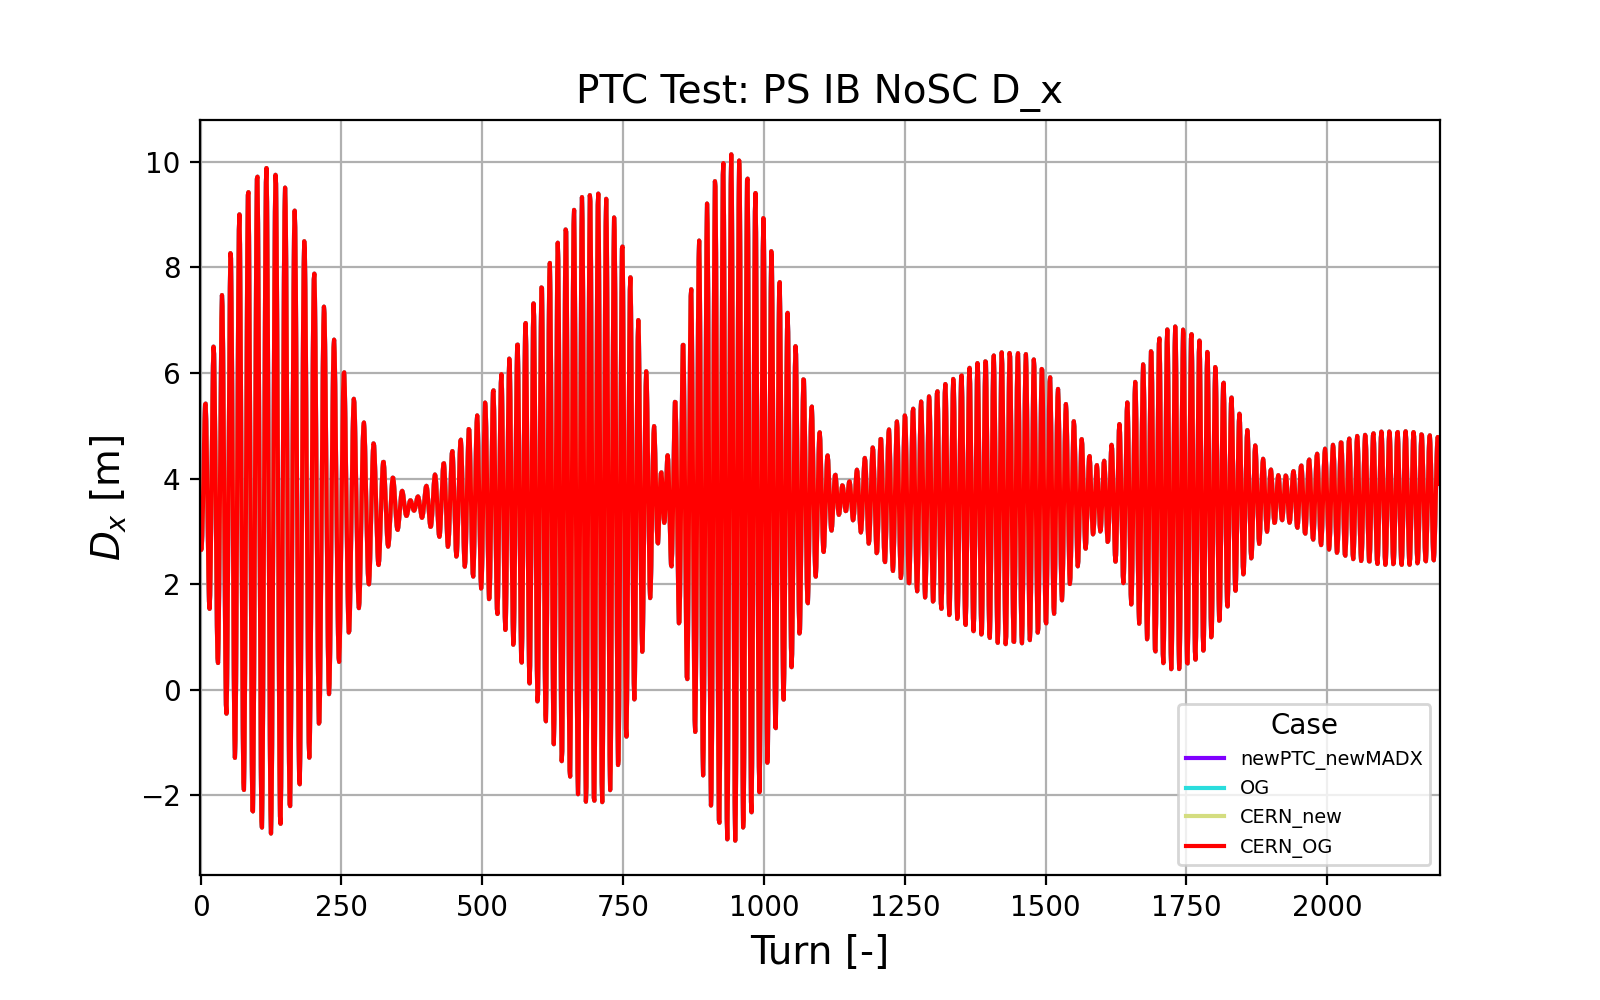 PTC Test: PS IB NoSC D_x
10
8
6
4
2
0
−2
D_x [m]
0 250 500 750 1000 1250 1500 1750 2000
Turn [-]
Case
newPTC_newMADX
OG
CERN_new
CERN_OG